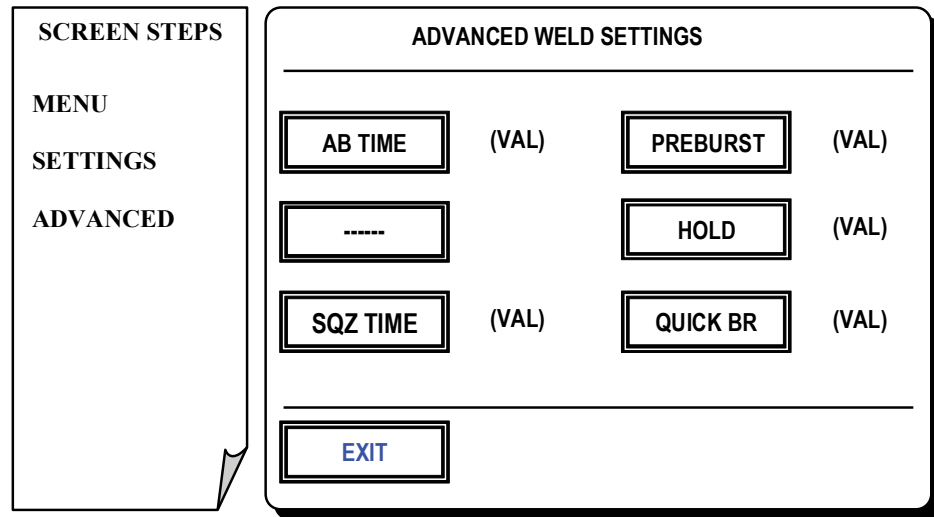 SCREEN STEPS
MENU
SETTINGS
ADVANCED
ADVANCED WELD SETTINGS
AB TIME (VAL) PREBURST (VAL)
------ HOLD (VAL)
SQZ TIME (VAL) QUICK BR (VAL)
EXIT